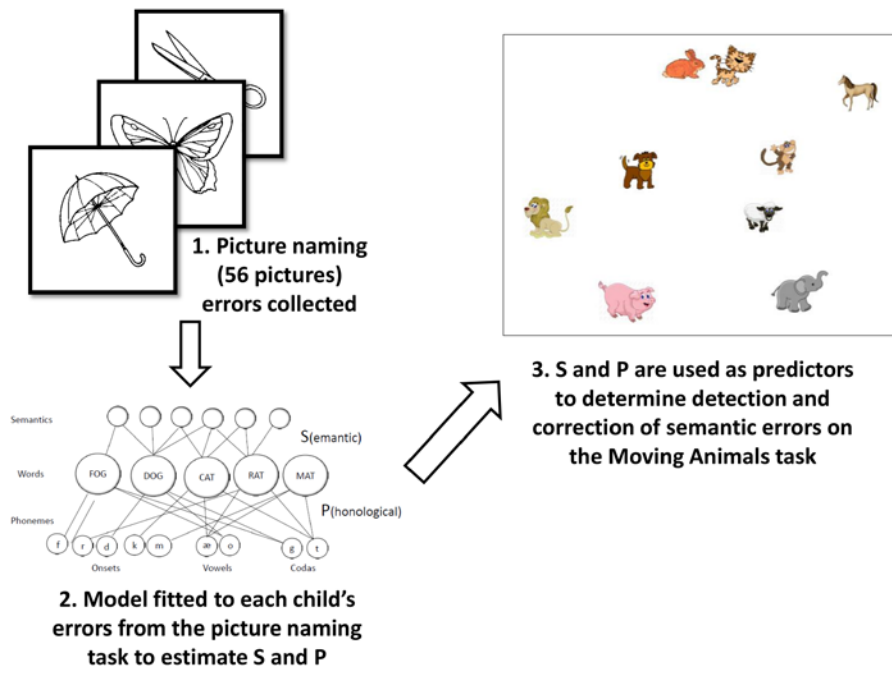 1. Picture naming
(56 pictures)
errors collected
Semantics
S(emantic)
Words
FOG DOG CAT RAT MAT
P(honological)
Phonemes
f r d k m æ o g t
Onsets Vowels Codas
2. Model fitted to each child’s
errors from the picture naming
task to estimate S and P
3. S and P are used as predictors
to determine detection and
correction of semantic errors on
the Moving Animals task